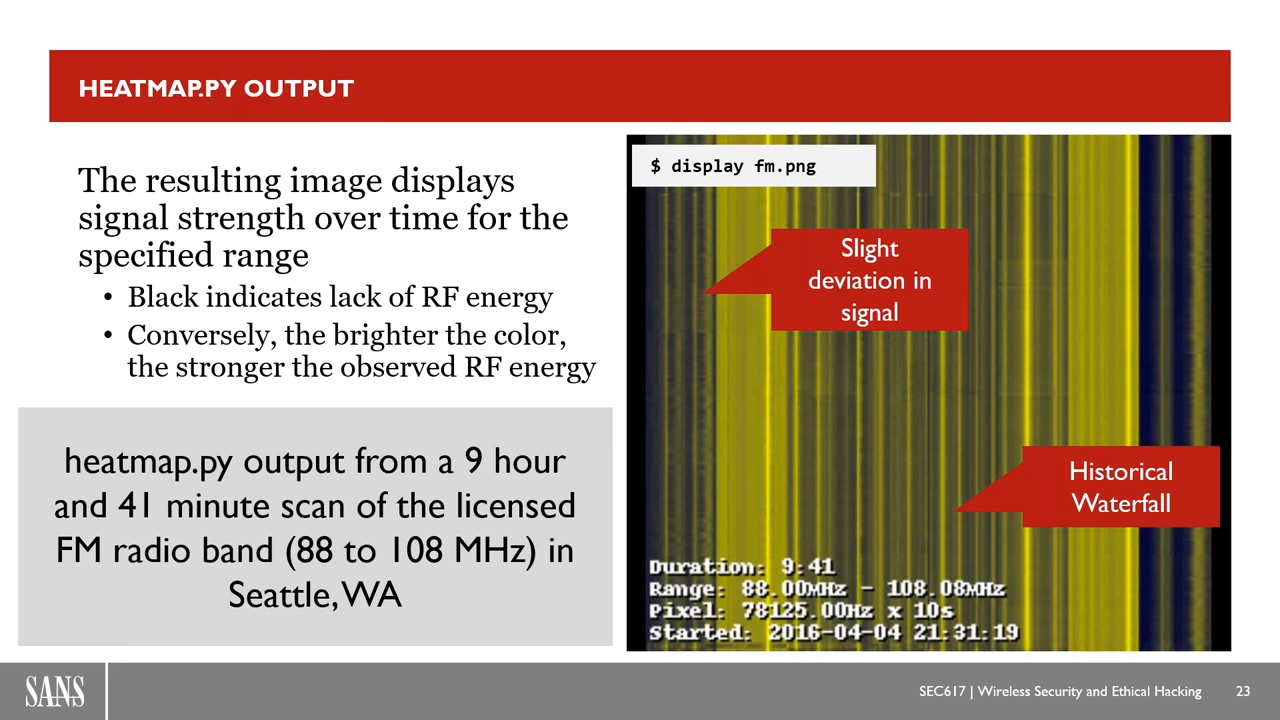 HEATMAP.PY OUTPUT
The resulting image displays
signal strength over time for the
specified range
• Black indicates lack of RF energy
• Conversely, the brighter the color,
the stronger the observed RF energy
heatmap.py output from a 9 hour
and 41 minute scan of the licensed
FM radio band (88 to 108 MHz) in
Seattle, WA
$ display fm.png
Slight
deviation in
signal
Historical
Waterfall
Duration: 9:41
Range: 88.00MHz - 108.08MHz
Pixel: 78125.00Hz x 10s
Started: 2016-04-04 21:31:19
SANS
SEC617 | Wireless Security and Ethical Hacking
23